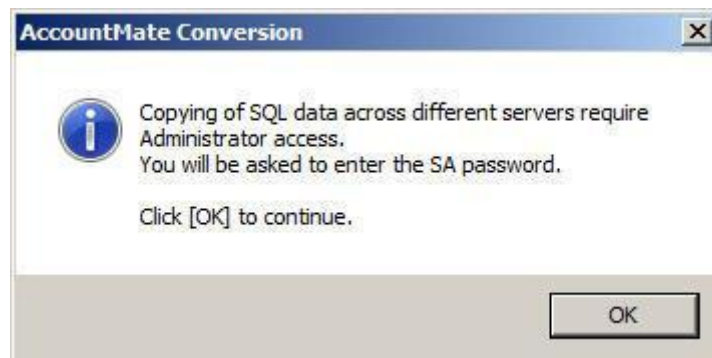 AccountMate Conversion
Copying of SQL data across different servers require
Administrator access.
You will be asked to enter the SA password.
Click [OK] to continue.
OK